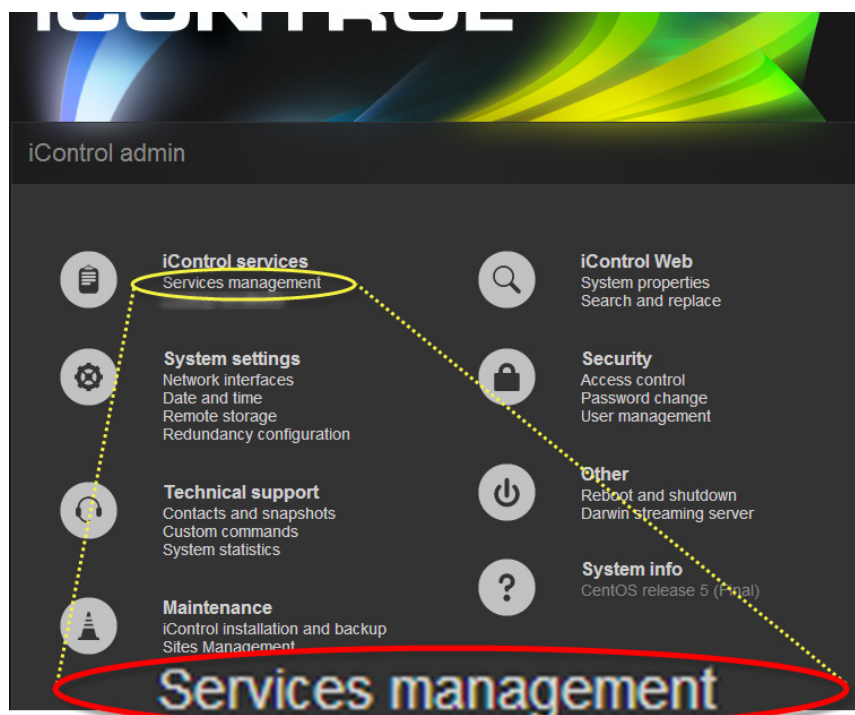 iCONTROL
iControl admin
iControl services
Services management
System settings
Network interfaces
Date and time
Remote storage
Redundancy configuration
Technical support
Contacts and snapshots
Custom commands
System statistics
Maintenance
iControl installation and backup
Sites Management
iControl Web
System properties
Search and replace
Security
Access control
Password change
User management
Other
Reboot and shutdown
Darwin streaming server
System info
CentOS release 5 (Final)
Services management